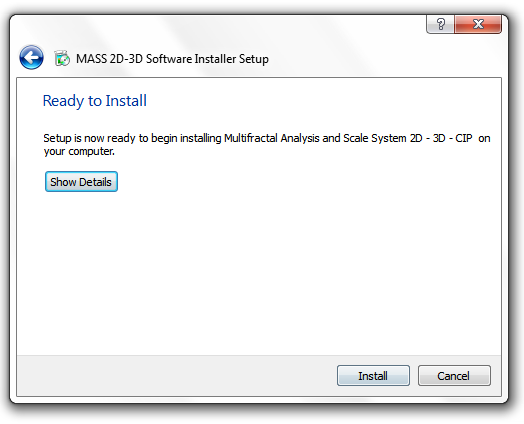 ?
MASS 2D-3D Software Installer Setup
Ready to Install
Setup is now ready to begin installing Multifractal Analysis and Scale System 2D - 3D - CIP on
your computer.
Show Details
Install
Cancel